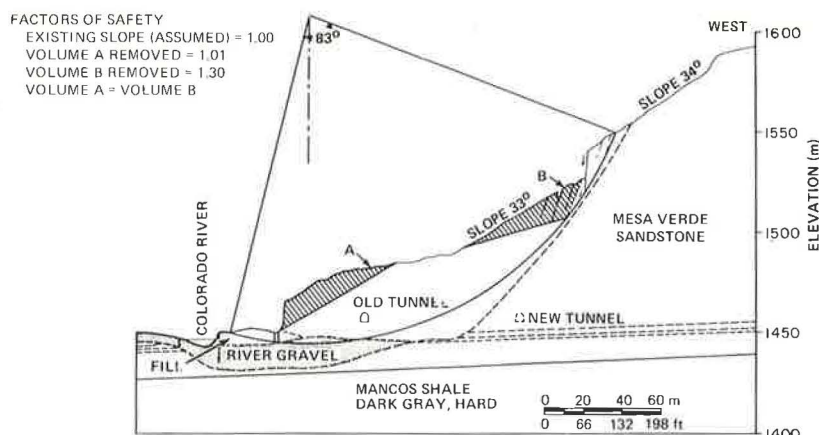 FACTORS OF SAFETY
EXISTING SLOPE (ASSUMED) = 1.00
VOLUME A REMOVED = 1.01
VOLUME B REMOVED = 1.30
VOLUME A = VOLUME B
83°
WEST
1600
SLOPE 34°
1550
B
SLOPE 33°
ELEVATION (m)
MESA VERDE
SANDSTONE
1500
A
COLORADO RIVER
OLD TUNNEL
NEW TUNNEL
1450
RIVER GRAVEL
FILL
MANCOS SHALE
DARK GRAY, HARD
0 20 40 60 m
0 66 132 198 ft
1400